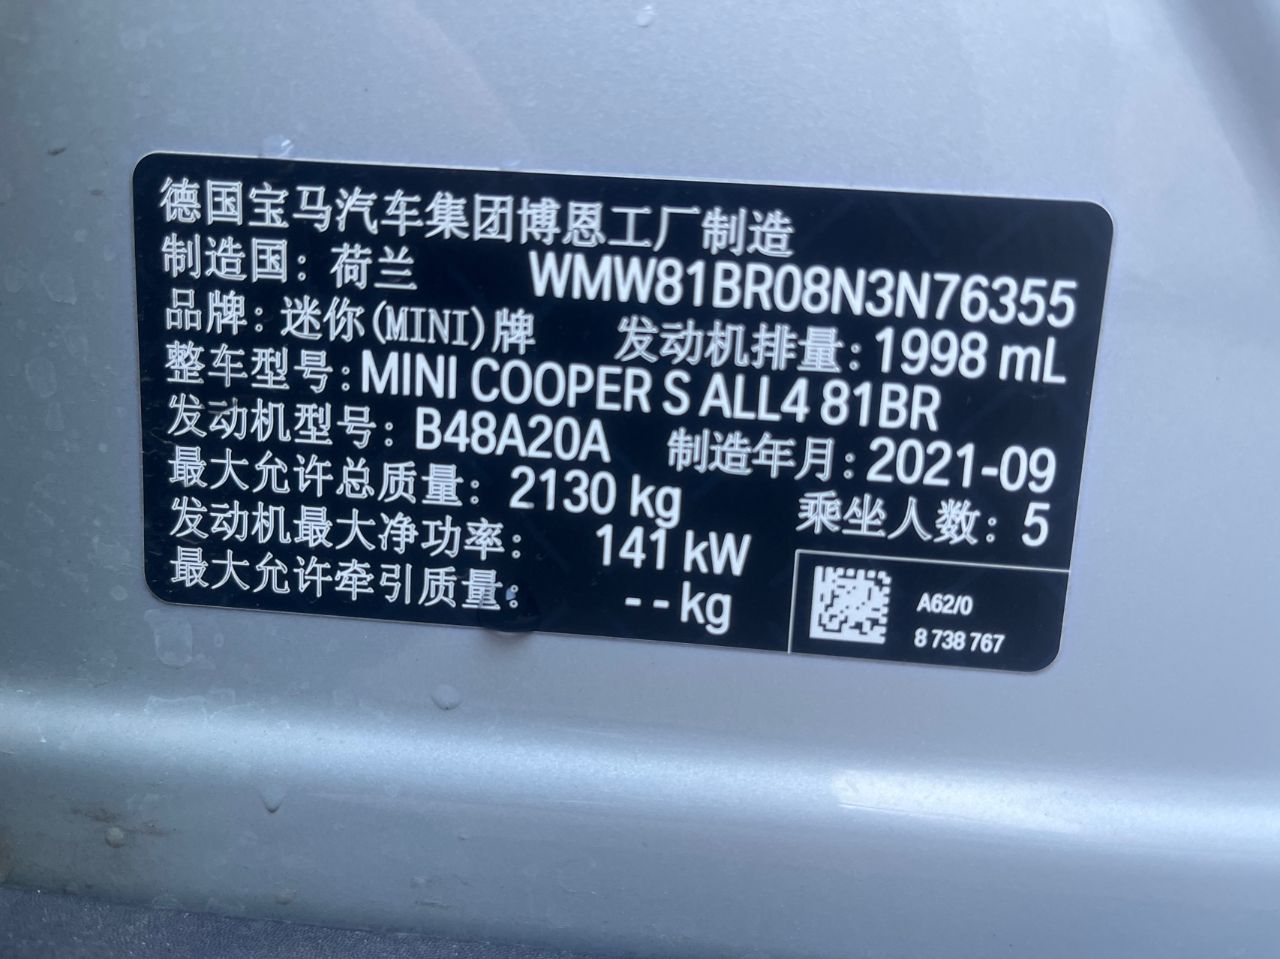 德国宝马汽车集团博恩工厂制造
制造国：荷兰 WMW81BR08N3N76355
品牌：迷你(MINI)牌 发动机排量：1998 mL
整车型号：MINI COOPER S ALL4 81BR
发动机型号：B48A20A 制造年月：2021-09
最大允许总质量：2130 kg 乘坐人数：5
发动机最大净功率：141 kW
最大允许牵引质量：-- kg
A62/0
8 738 767